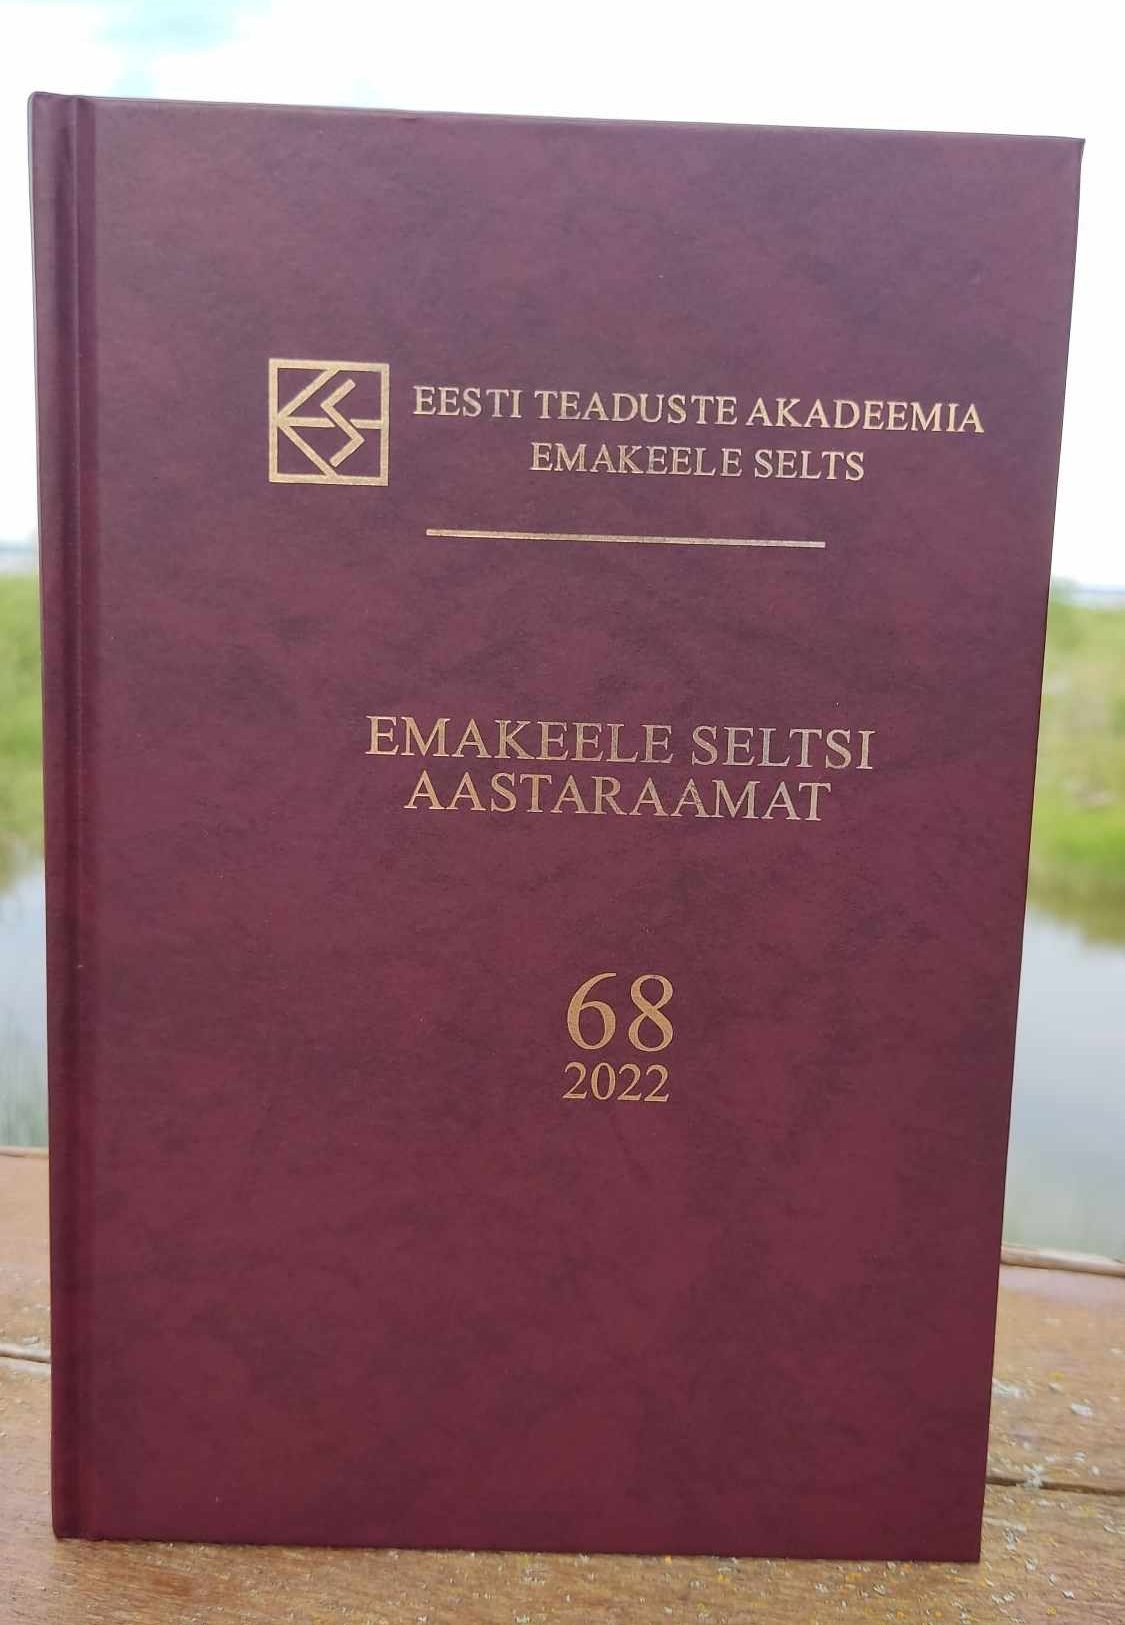 EESTI TEADUSTE AKADEEMIA
EMAKEELE SELTS
EMAKEELE SELTSI
AASTARAAMAT
68
2022